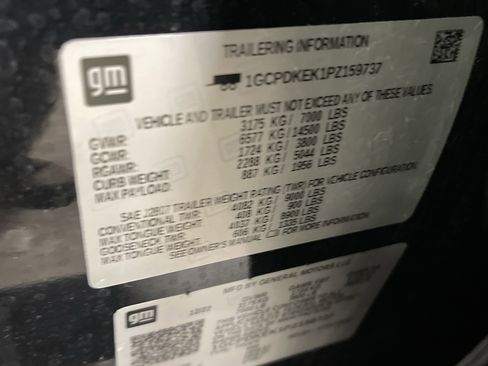 gm
TRAILERING INFORMATION
1GCPDKEK1PZ159737
VEHICLE AND TRAILER MUST NOT EXCEED ANY OF THESE VALUES
GVWR: 3175 KG / 7000 LBS
GCWR: 6577 KG/14500 LBS
RGAWR: 1724 KG / 3800 LBS
CURB WEIGHT: 2288 KG / 5044 LBS
MAX PAYLOAD: 887 KG / 1956 LBS
SAE J2807 TRAILER WEIGHT RATING (TWR) FOR VEHICLE CONFIGURATION
CONVENTIONAL TWR: 4082 KG / 9000 LBS
MAX TONGUE WEIGHT: 408 KG / 900 LBS
GOOSENECK TWR: 4037 KG / 8900 LBS
MAX TONGUE WEIGHT: 606 KG / 1335 LBS
SEE OWNER'S MANUAL FOR MORE INFORMATION
MFD BY GENERAL MOTORS LLC
gm